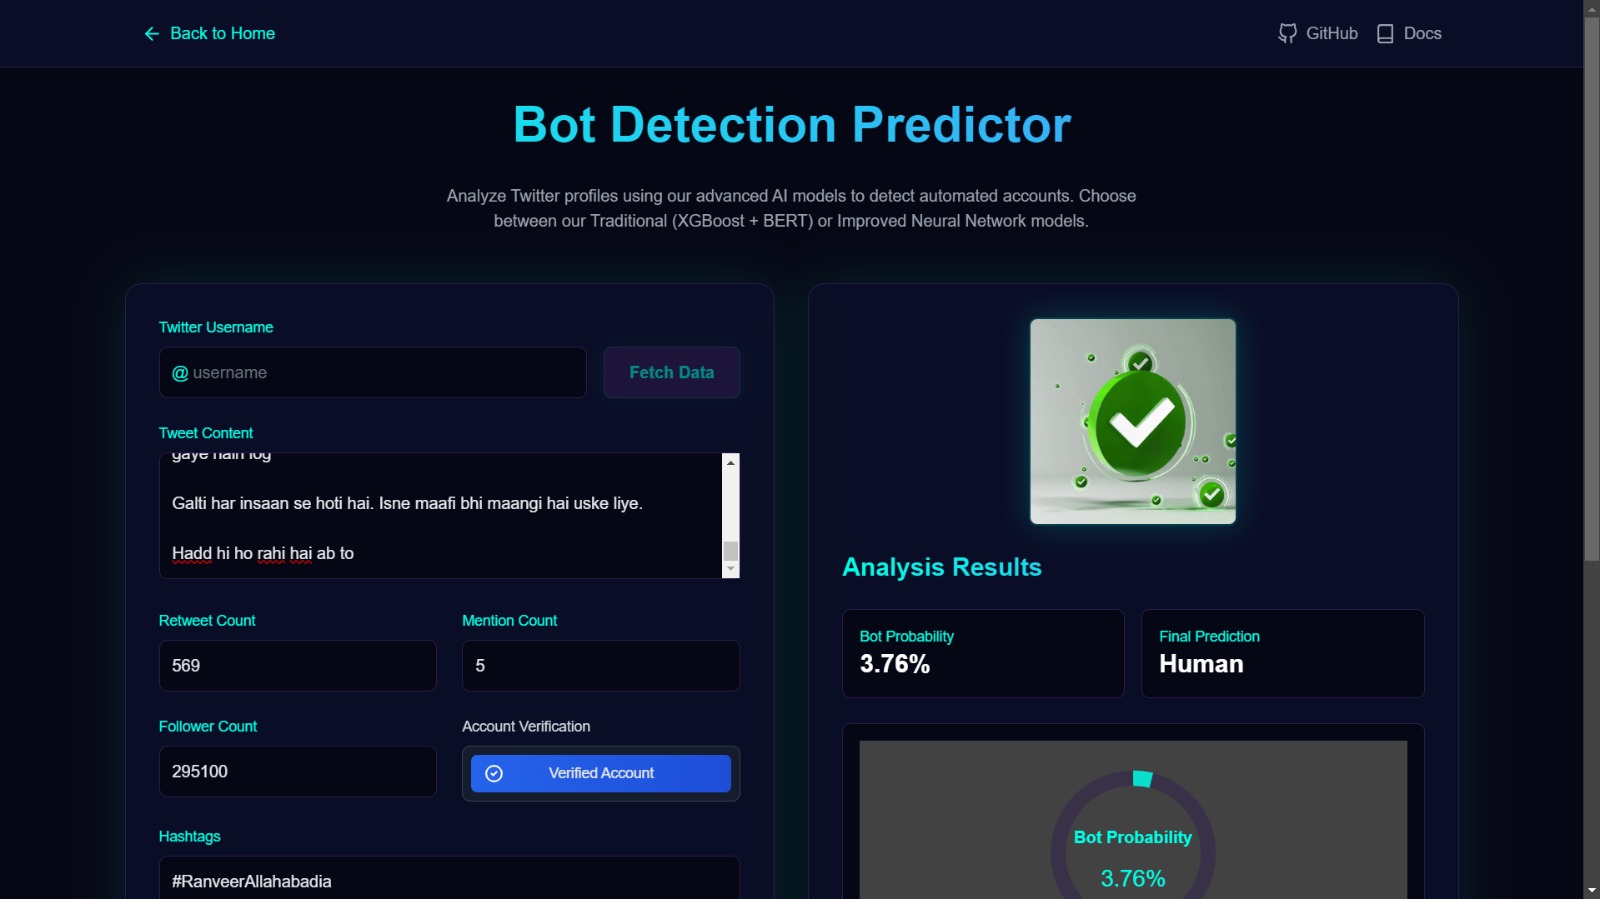 Back to Home
GitHub
Docs
Bot Detection Predictor
Analyze Twitter profiles using our advanced AI models to detect automated accounts. Choose
between our Traditional (XGBoost + BERT) or Improved Neural Network models.
Twitter Username
@ username
Fetch Data
Tweet Content
gaye hain log
Galti har insaan se hoti hai. Isne maafi bhi maangi hai uske liye.
Hadd hi ho rahi hai ab to
Retweet Count
Mention Count
569
5
Follower Count
Account Verification
295100
Verified Account
Hashtags
#RanveerAllahabadia
Analysis Results
Bot Probability
3.76%
Final Prediction
Human
Bot Probability
3.76%